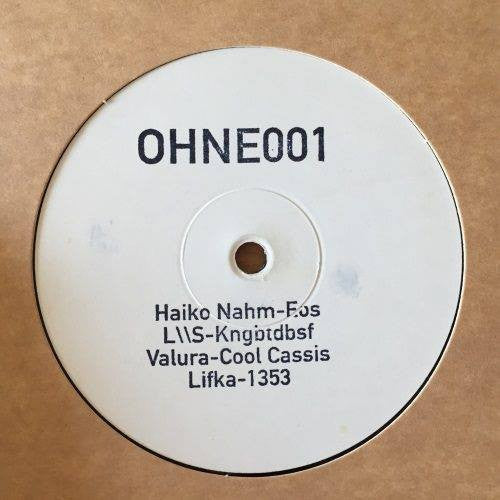 OHNE001
Haiko Nahm-Eos
L\\S-Kngbtdbsf
Valura-Cool Cassis
Lifka-1353